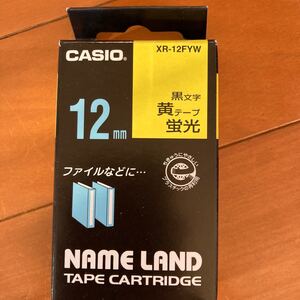 XR-12FYW
CASIO®
黒文字
黄テープ
蛍光
12mm
ファイルなどに…
NAME LAND
TAPE CARTRIDGE